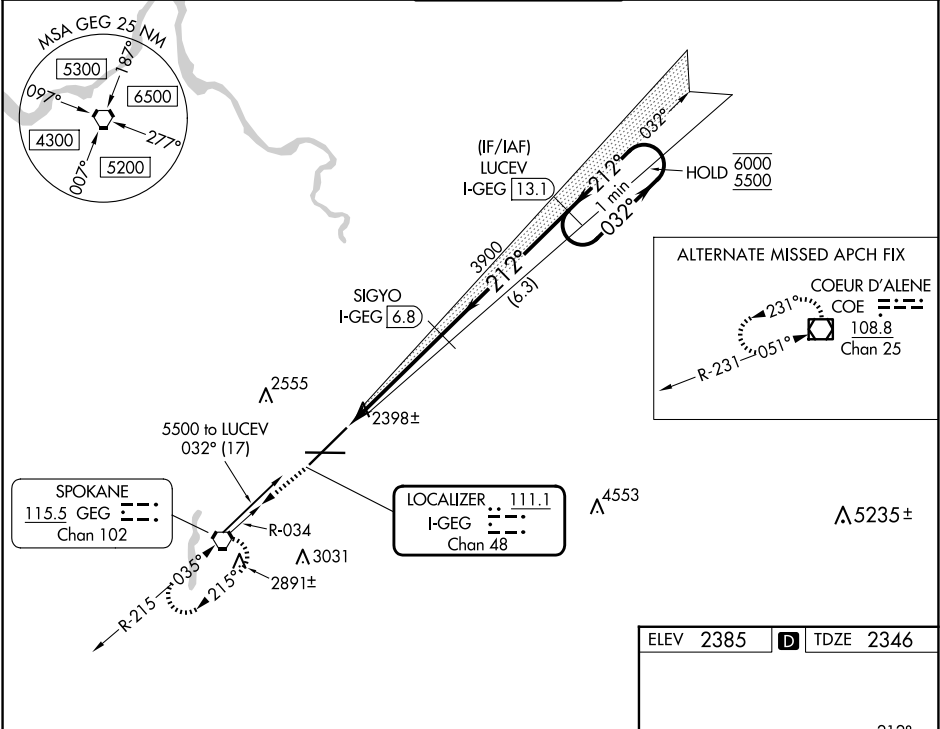 MSA GEG 25 NM
5300
187°
097°
6500
4300
277°
5200
007°
(IF/IAF)
LUCEV
I-GEG 13.1
212°
032°
1 min
032°
HOLD 6000
5500
3900
212°
(6.3)
SIGYO
I-GEG 6.8
ALTERNATE MISSED APCH FIX
COEUR D'ALENE
COE
108.8
Chan 25
231°
R-231
051°
2555
2398±
5500 to LUCEV
032° (17)
SPOKANE
115.5 GEG
Chan 102
R-034
LOCALIZER 111.1
I-GEG
Chan 48
4553
5235±
3031
2891±
R-215
035°
215°
ELEV 2385 D TDZE 2346